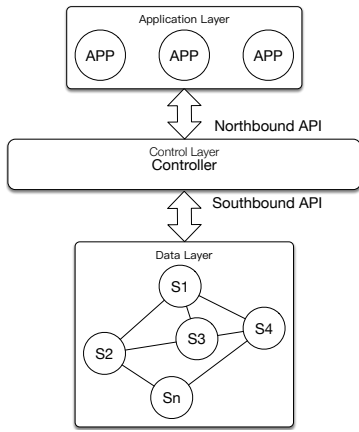 Application Layer
APP APP APP
Northbound API
Control Layer
Controller
Southbound API
Data Layer
S1
S4
S3
S2
Sn